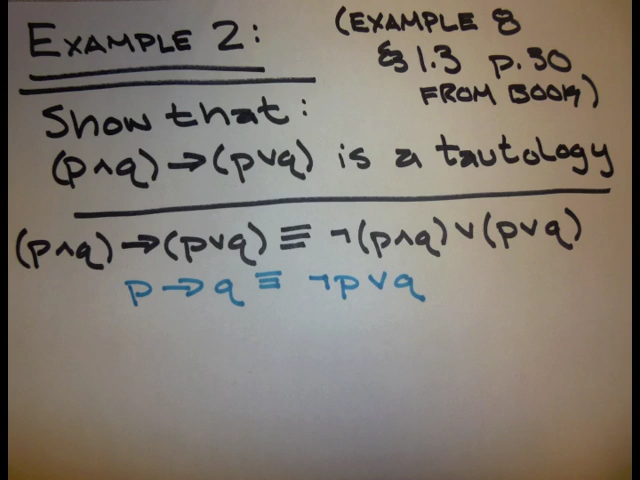 EXAMPLE 2:
(EXAMPLE 8
§ 1.3 p.30
FROM BOOK)
Show that:
(p∧q)→(p∨q) is a tautology
(p∧q)→(p∨q) ≡ ¬(p∧q)∨(p∨q)
p→q ≡ ¬p∨q